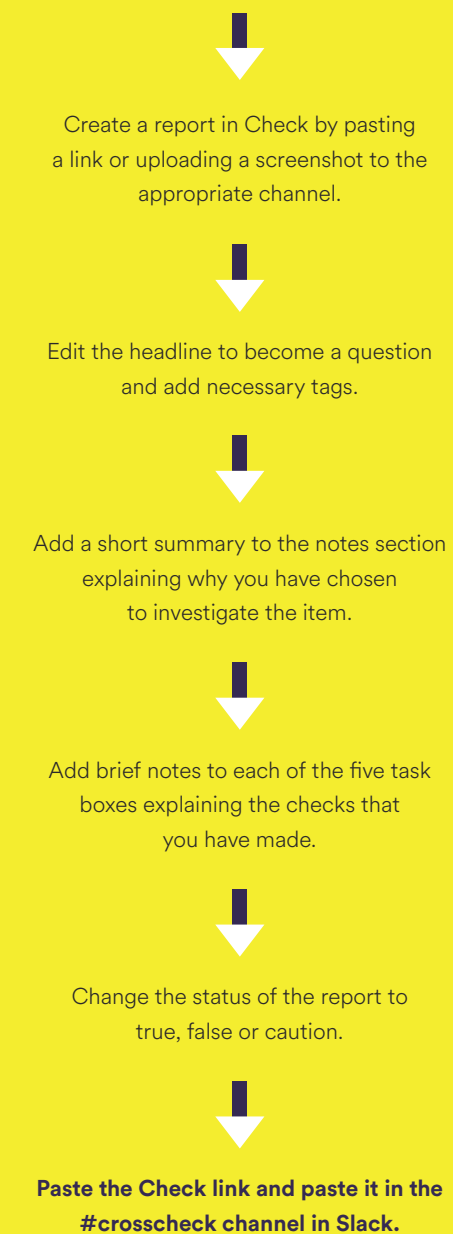 Create a report in Check by pasting
a link or uploading a screenshot to the
appropriate channel.
Edit the headline to become a question
and add necessary tags.
Add a short summary to the notes section
explaining why you have chosen
to investigate the item.
Add brief notes to each of the five task
boxes explaining the checks that
you have made.
Change the status of the report to
true, false or caution.
Paste the Check link and paste it in the
#crosscheck channel in Slack.